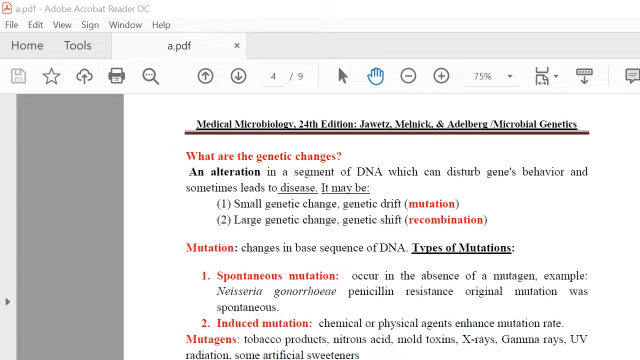 a.pdf - Adobe Acrobat Reader DC
File Edit View Sign Window Help
Home Tools a.pdf ×
4 / 9 75%
Medical Microbiology, 24th Edition: Jawetz, Melnick, & Adelberg /Microbial Genetics
What are the genetic changes?
An alteration in a segment of DNA which can disturb gene's behavior and
sometimes leads to disease. It may be:
(1) Small genetic change, genetic drift (mutation)
(2) Large genetic change, genetic shift (recombination)
Mutation: changes in base sequence of DNA. Types of Mutations:
1. Spontaneous mutation: occur in the absence of a mutagen, example:
Neisseria gonorrhoeae penicillin resistance original mutation was
spontaneous.
2. Induced mutation: chemical or physical agents enhance mutation rate.
Mutagens: tobacco products, nitrous acid, mold toxins, X-rays, Gamma rays, UV
radiation, some artificial sweeteners